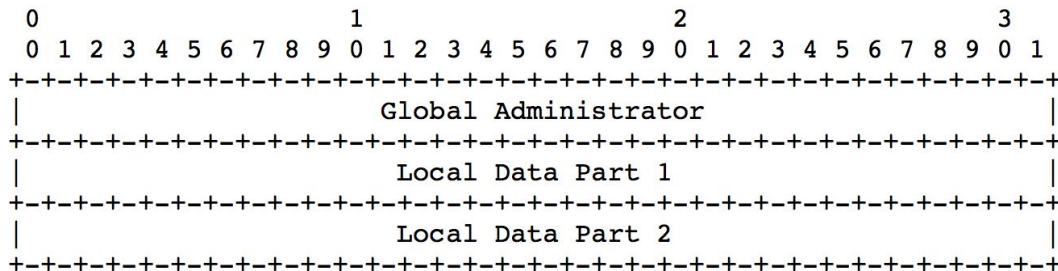 0                   1                   2                   3
0 1 2 3 4 5 6 7 8 9 0 1 2 3 4 5 6 7 8 9 0 1 2 3 4 5 6 7 8 9 0 1
+-+-+-+-+-+-+-+-+-+-+-+-+-+-+-+-+-+-+-+-+-+-+-+-+-+-+-+-+-+-+-+-+
|                      Global Administrator                     |
+-+-+-+-+-+-+-+-+-+-+-+-+-+-+-+-+-+-+-+-+-+-+-+-+-+-+-+-+-+-+-+-+
|                       Local Data Part 1                       |
+-+-+-+-+-+-+-+-+-+-+-+-+-+-+-+-+-+-+-+-+-+-+-+-+-+-+-+-+-+-+-+-+
|                       Local Data Part 2                       |
+-+-+-+-+-+-+-+-+-+-+-+-+-+-+-+-+-+-+-+-+-+-+-+-+-+-+-+-+-+-+-+-+